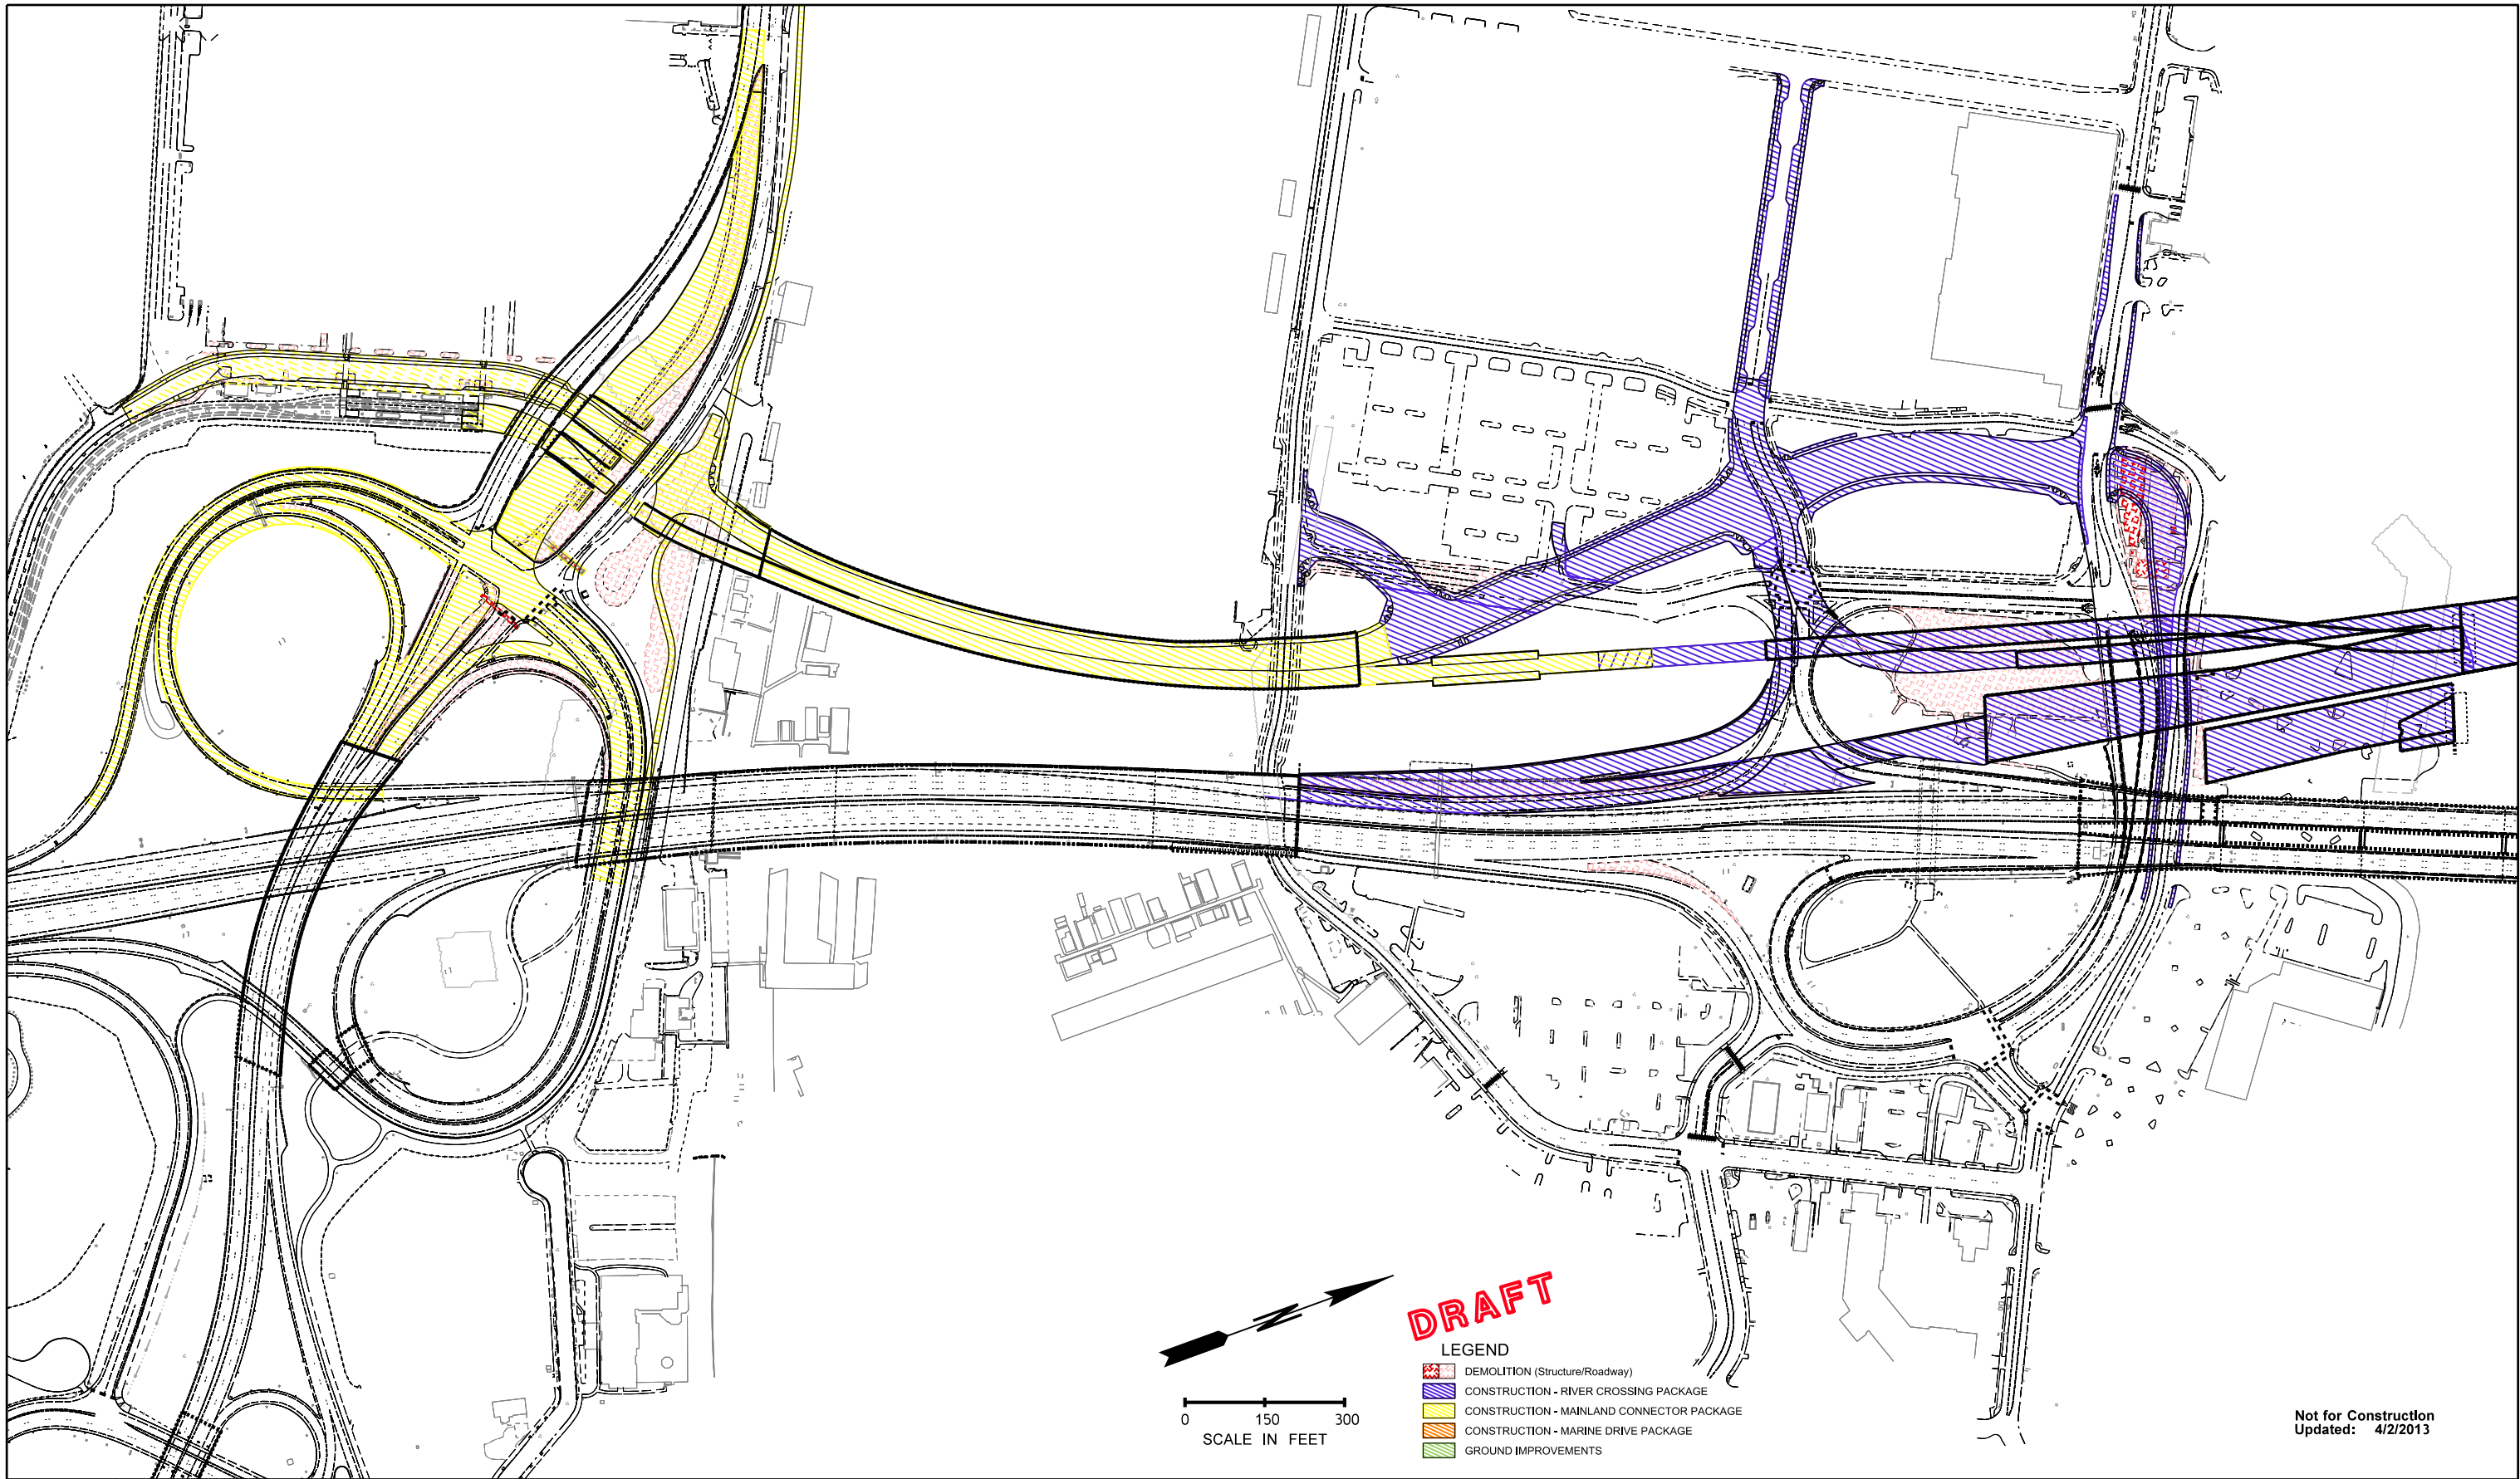 DRAFT
LEGEND
DEMOLITION (Structure/Roadway)
CONSTRUCTION - RIVER CROSSING PACKAGE
CONSTRUCTION - MAINLAND CONNECTOR PACKAGE
CONSTRUCTION - MARINE DRIVE PACKAGE
GROUND IMPROVEMENTS
N
0 150 300
SCALE IN FEET
Not for Construction
Updated: 4/2/2013